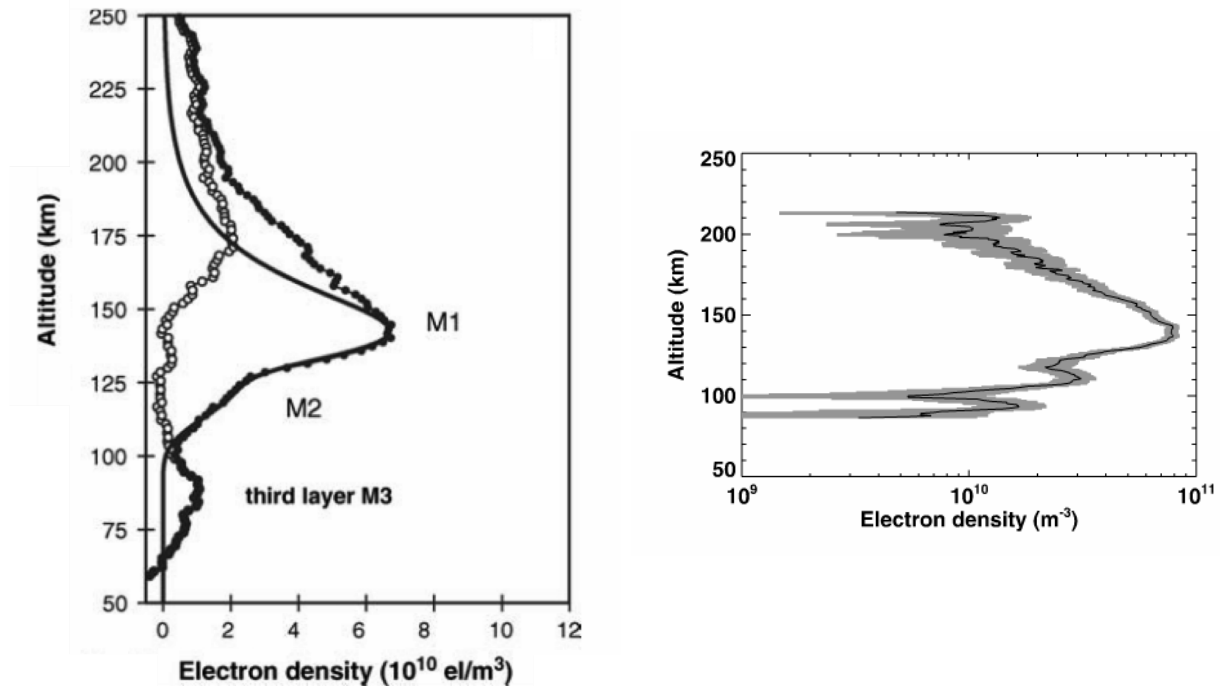 250
225
200
175
150
125
100
75
50
Altitude (km)
M1
M2
third layer M3
0 2 4 6 8 10 12
Electron density (10¹⁰ el/m³)
250
200
150
100
50
Altitude (km)
10⁹ 10¹⁰ 10¹¹
Electron density (m⁻³)